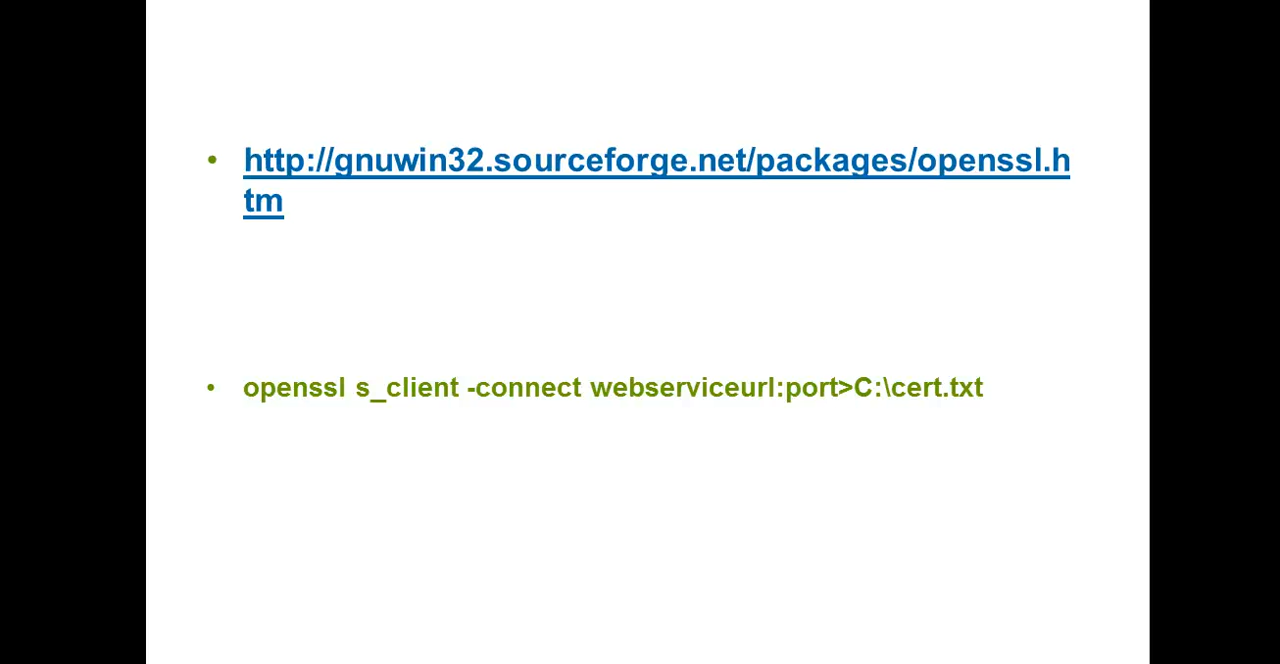 • http://gnuwin32.sourceforge.net/packages/openssl.h
tm
• openssl s_client -connect webserviceurl:port>C:\cert.txt